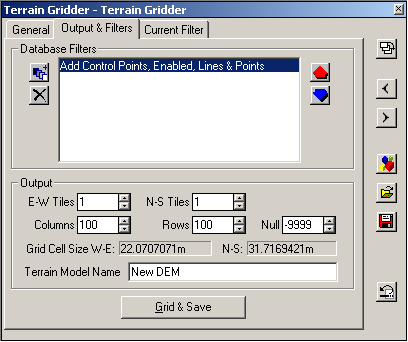 Terrain Gridder - Terrain Gridder
General Output & Filters Current Filter
Database Filters
Add Control Points, Enabled, Lines & Points
Output
E-W Tiles 1 N-S Tiles 1
Columns 100 Rows 100 Null -9999
Grid Cell Size W-E: 22.0707071m N-S: 31.7169421m
Terrain Model Name New DEM
Grid & Save